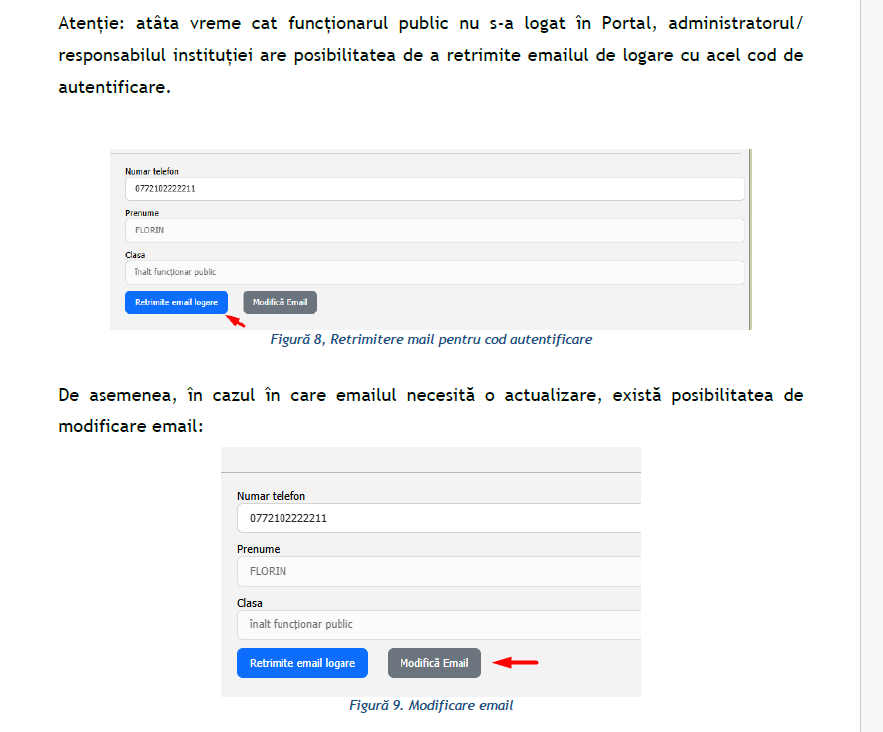 Atenție: atâta vreme cat funcționarul public nu s-a logat în Portal, administratorul/
responsabilul instituției are posibilitatea de a retrimite emailul de logare cu acel cod de
autentificare.
Numar telefon
0772102222211
Prenume
FLORIN
Clasa
înalt funcționar public
Retrimite email logare Modifică Email
Figură 8, Retrimitere mail pentru cod autentificare
De asemenea, în cazul în care emailul necesită o actualizare, există posibilitatea de
modificare email:
Numar telefon
0772102222211
Prenume
FLORIN
Clasa
înalt funcționar public
Retrimite email logare Modifică Email
Figură 9. Modificare email